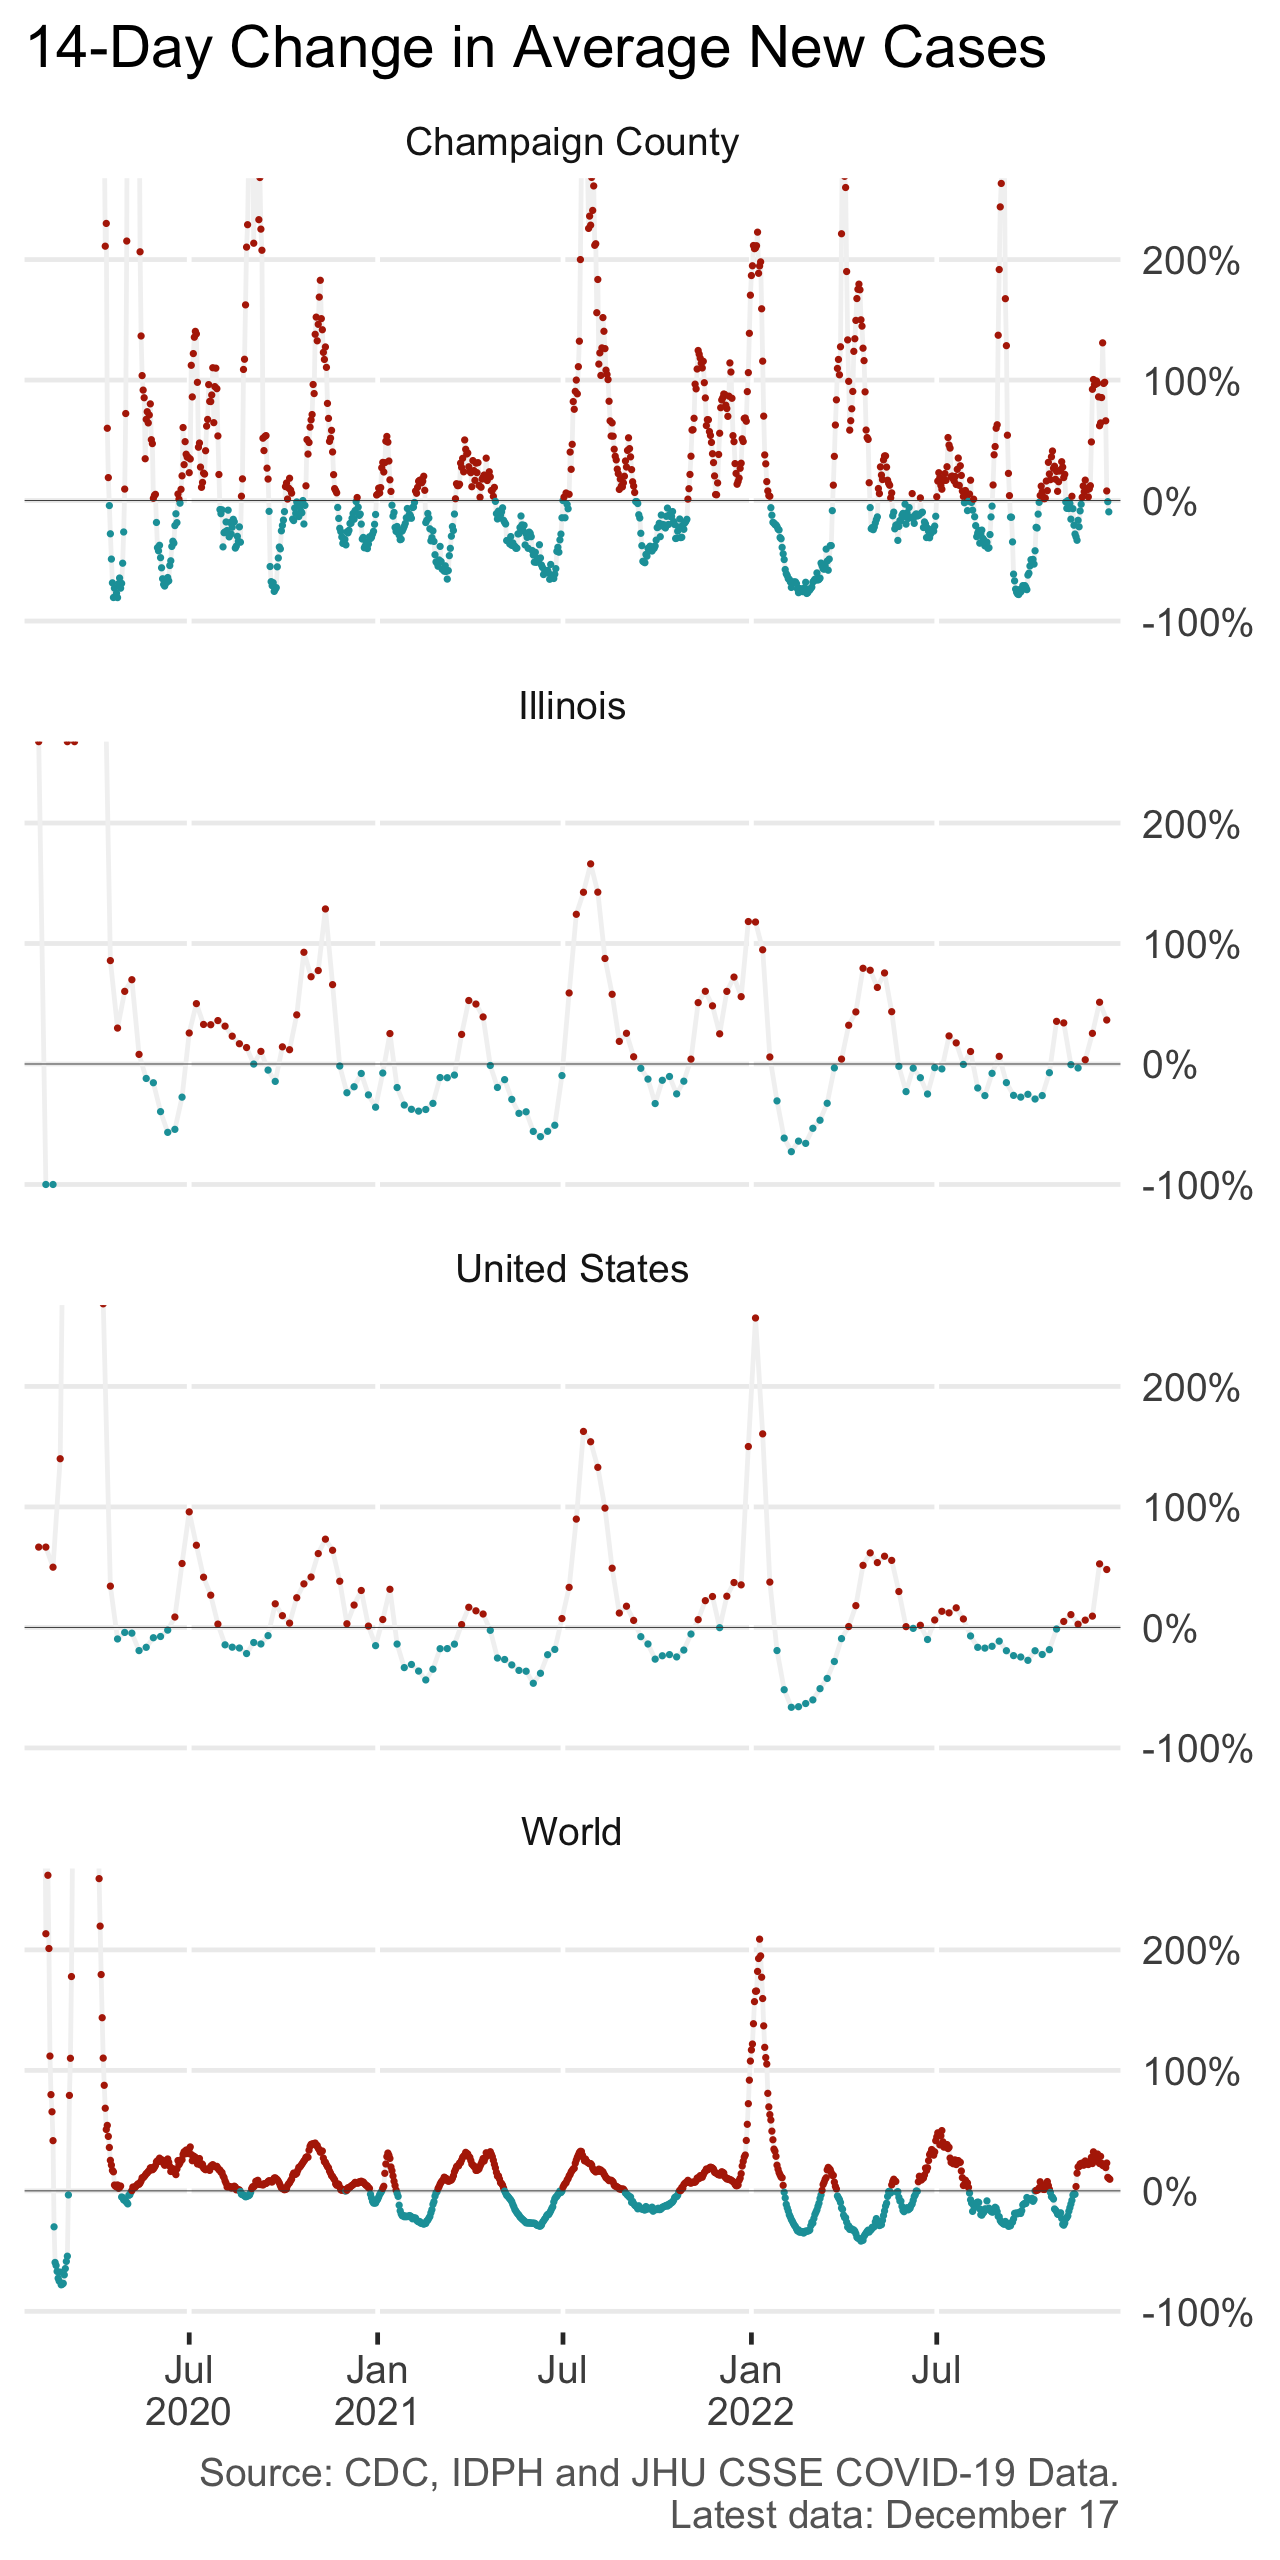 14-Day Change in Average New Cases
Champaign County
200%
100%
0%
-100%
Illinois
200%
100%
0%
-100%
United States
200%
100%
0%
-100%
World
200%
100%
0%
-100%
Jul Jan Jul Jan Jul
2020 2021 2022
Source: CDC, IDPH and JHU CSSE COVID-19 Data.
Latest data: December 17